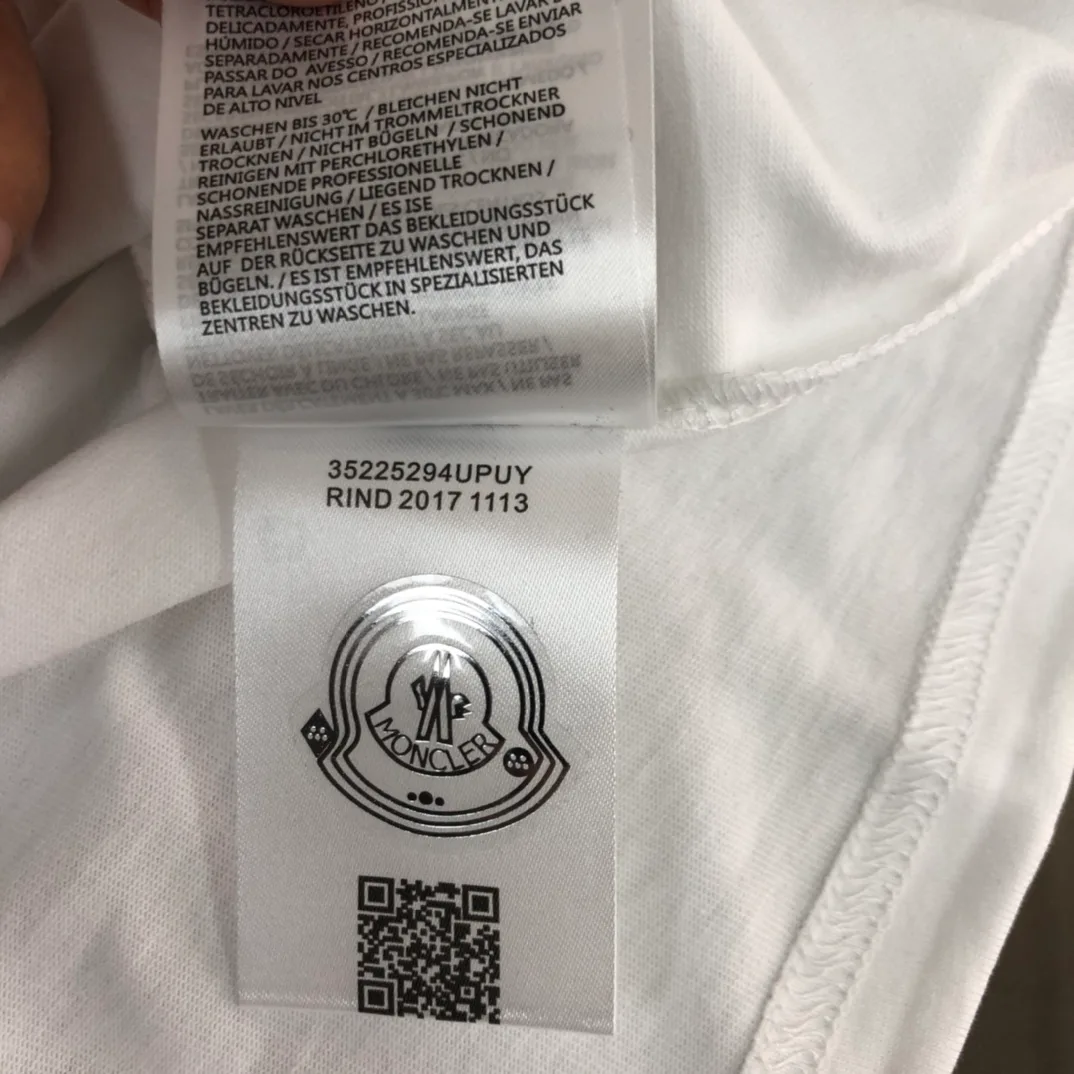 TETRACLOROETILENO
DELICADAMENTE, PROFISSIO
HÚMIDO / SECAR HORIZONTALMENT
SEPARADAMENTE / RECOMENDA-SE LAVAR
PASSAR DO AVESSO / RECOMENDA-SE ENVIAR
PARA LAVAR NOS CENTROS ESPECIALIZADOS
DE ALTO NIVEL
WASCHEN BIS 30℃ / BLEICHEN NICHT
ERLAUBT / NICHT IM TROMMELTROCKNER
TROCKNEN / NICHT BÜGELN / SCHONEND
REINIGEN MIT PERCHLORETHYLEN /
SCHONENDE PROFESSIONELLE
NASSREINIGUNG / LIEGEND TROCKNEN /
SEPARAT WASCHEN / ES ISE
EMPFEHLENSWERT DAS BEKLEIDUNGSSTÜCK
AUF DER RÜCKSEITE ZU WASCHEN UND
BÜGELN. / ES IST EMPFEHLENSWERT, DAS
BEKLEIDUNGSSTÜCK IN SPEZIALISIERTEN
ZENTREN ZU WASCHEN.
35225294UPUY
RIND 2017 1113
MONCLER